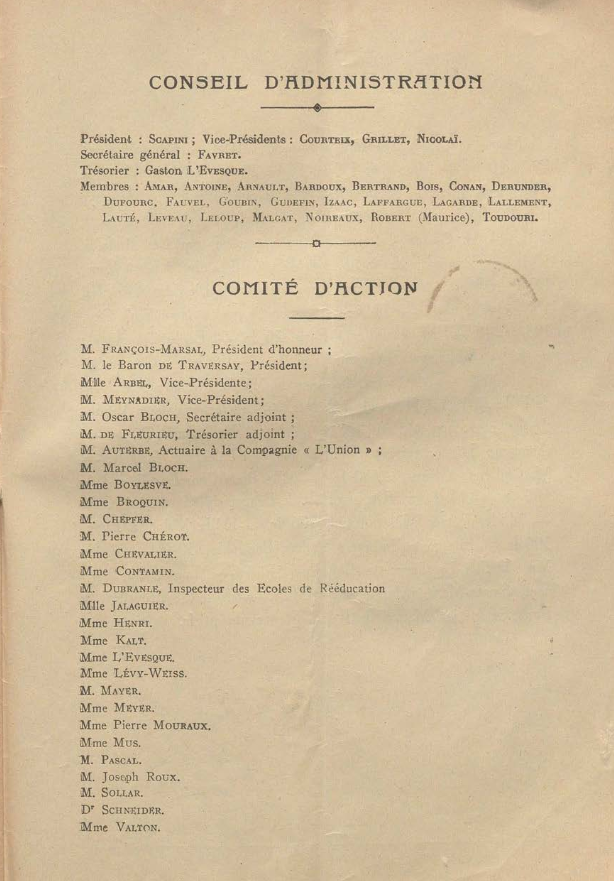 CONSEIL D'ADMINISTRATION
Président : SCAPINI ; Vice-Présidents : COURTEIX, GRILLET, NICOLAÏ.
Secrétaire général : FAVRET.
Trésorier : Gaston L'EVESQUE.
Membres : AMAR, ANTOINE, ARNAULT, BARDOUX, BERTRAND, BOIS, CONAN, DERUNDER,
DUFOURC, FAUVEL, GOUBIN, GUDEFIN, IZAAC, LAFFARGUE, LAGARDE, LALLEMENT,
LAUTÉ, LEVEAU, LELOUP, MALGAT, NOIREAUX, ROBERT (Maurice), TOUDOURI.
COMITÉ D'ACTION
M. FRANÇOIS-MARSAL, Président d'honneur ;
M. le Baron DE TRAVERSAY, Président ;
Mlle ARBEL, Vice-Présidente ;
M. MEYNADIER, Vice-Président ;
M. Oscar BLOCH, Secrétaire adjoint ;
M. DE FLEURIEU, Trésorier adjoint ;
M. AUTERBE, Actuaire à la Compagnie « L'Union » ;
M. Marcel BLOCH.
Mme BOYLESVE.
Mme BROQUIN.
M. CHEPFER.
M. Pierre CHÉROT.
Mme CHEVALIER.
Mme CONTAMIN.
M. DUBRANLE, Inspecteur des Ecoles de Rééducation
Mlle JALAGUIER.
Mme HENRI.
Mme KALT.
Mme L'EVESQUE.
Mme LÉVY-WEISS.
M. MAYER.
Mme MEYER.
Mme Pierre MOURAUX.
Mme MUS.
M. PASCAL.
M. Joseph ROUX.
M. SOLLAR.
Dr SCHNEIDER.
Mme VALTON.